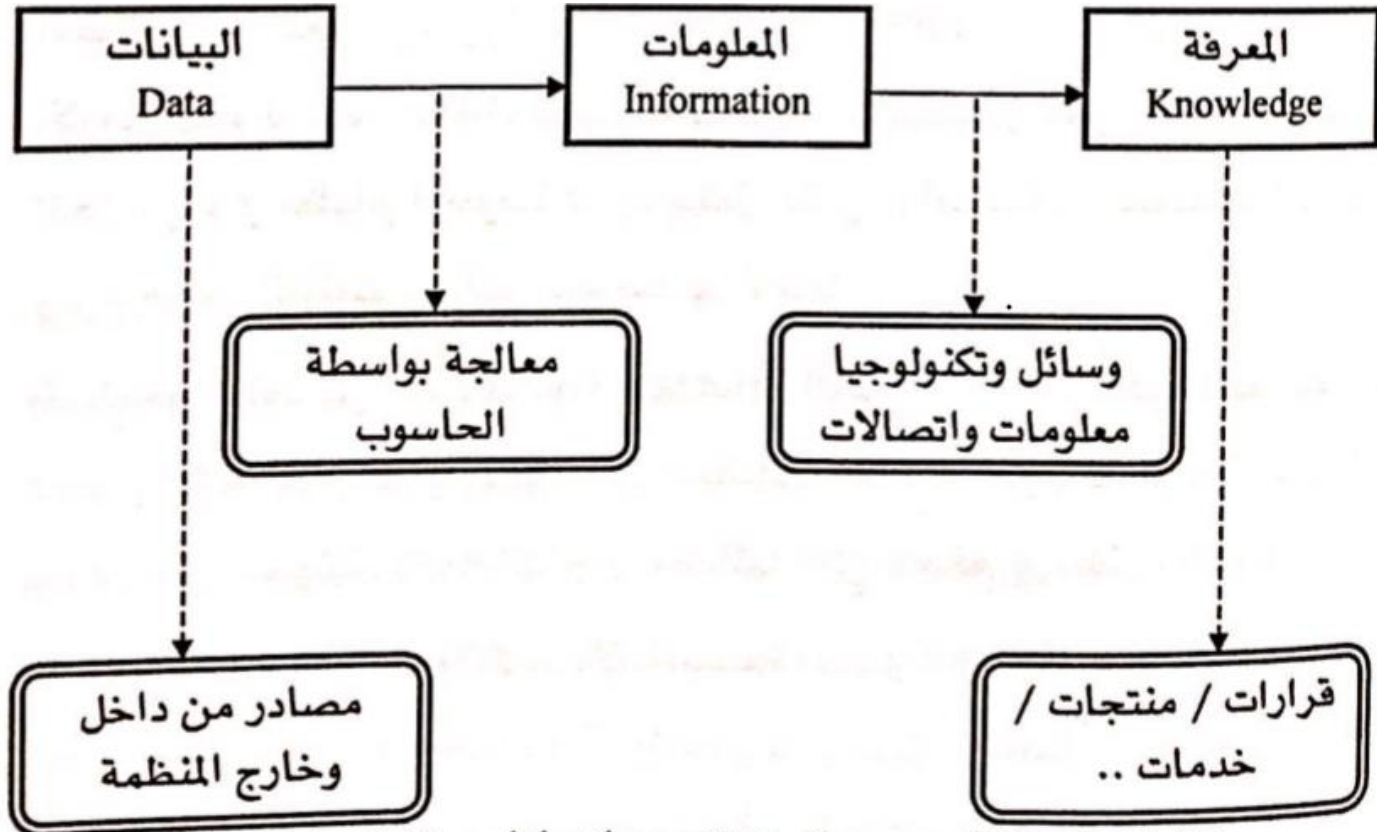 البيانات
Data
المعلومات
Information
المعرفة
Knowledge
معالجة بواسطة
الحاسوب
وسائل وتكنولوجيا
معلومات واتصالات
مصادر من داخل
وخارج المنظمة
قرارات / منتجات /
خدمات ..